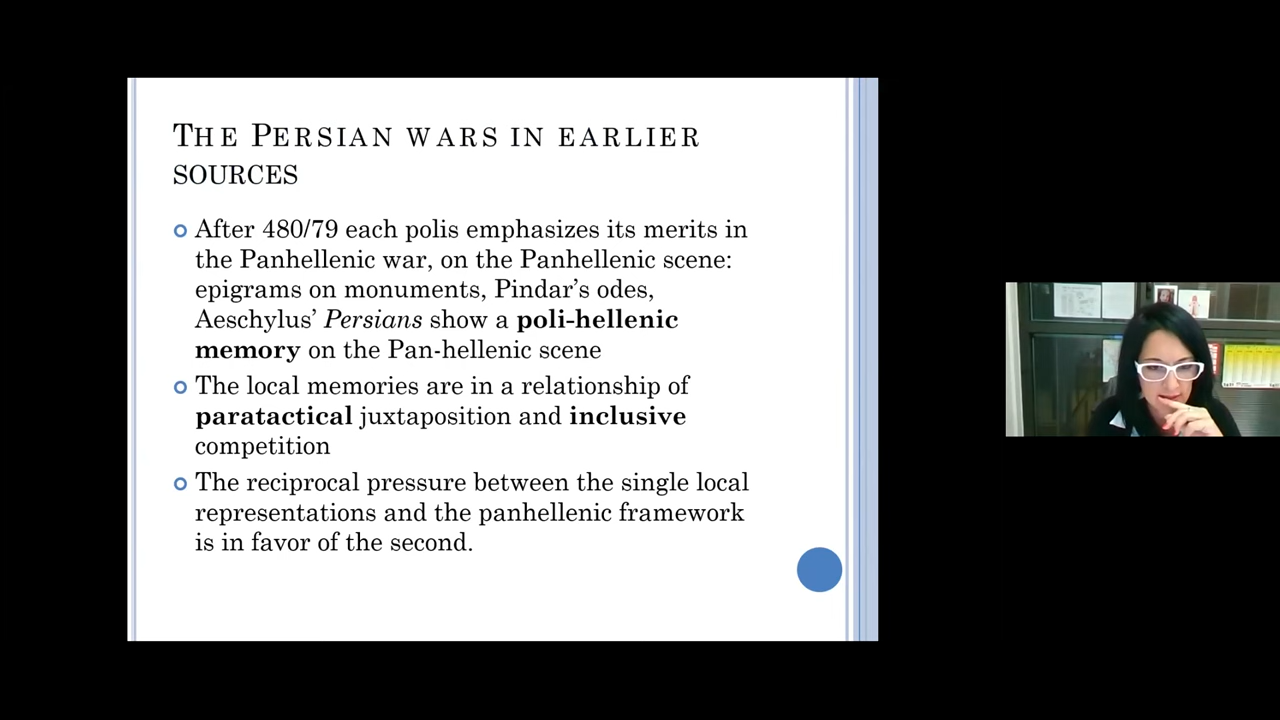 THE PERSIAN WARS IN EARLIER
SOURCES
After 480/79 each polis emphasizes its merits in
the Panhellenic war, on the Panhellenic scene:
epigrams on monuments, Pindar’s odes,
Aeschylus’ Persians show a poli-hellenic
memory on the Pan-hellenic scene
The local memories are in a relationship of
paratactical juxtaposition and inclusive
competition
The reciprocal pressure between the single local
representations and the panhellenic framework
is in favor of the second.